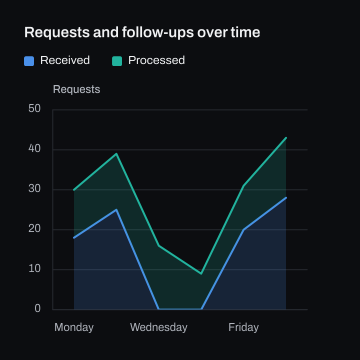 Requests and follow-ups over time
Received Processed
Requests
50
40
30
20
10
0
Monday Wednesday Friday